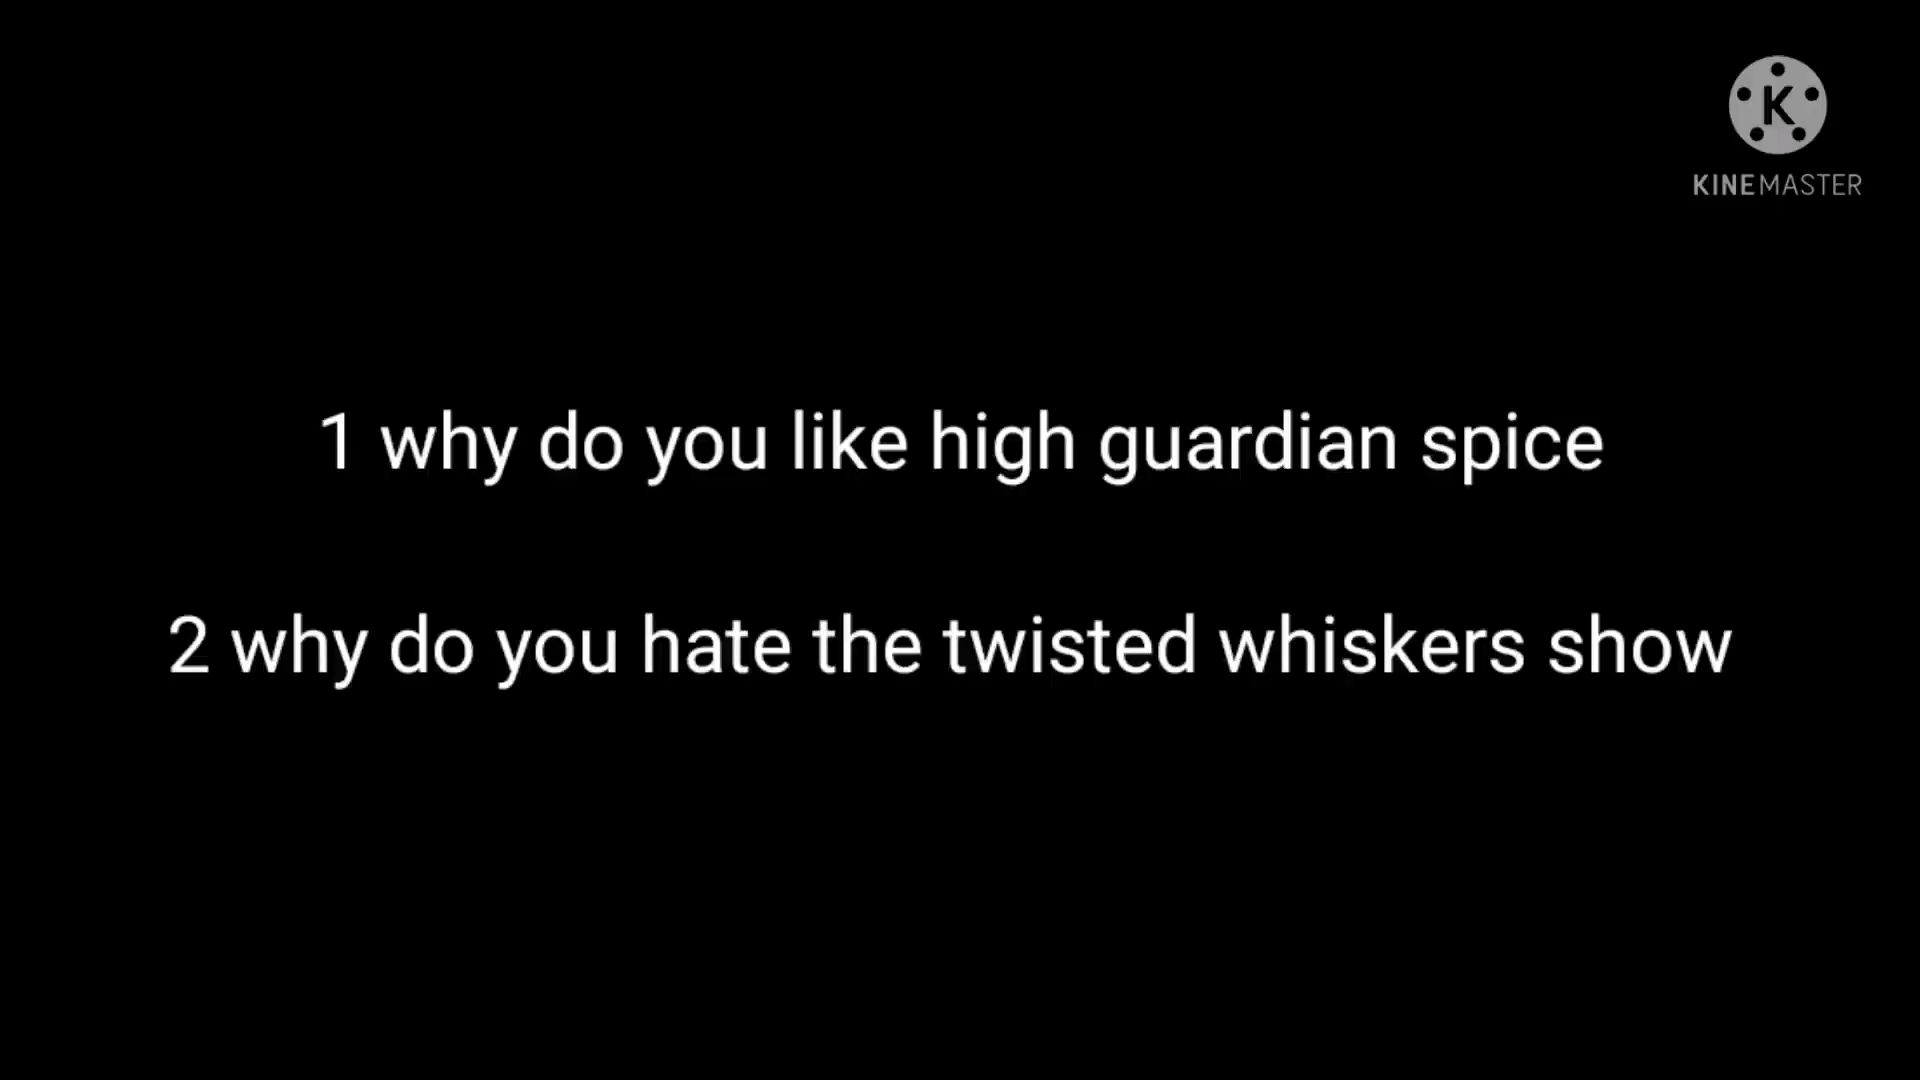 K
KINEMASTER
1 why do you like high guardian spice
2 why do you hate the twisted whiskers show